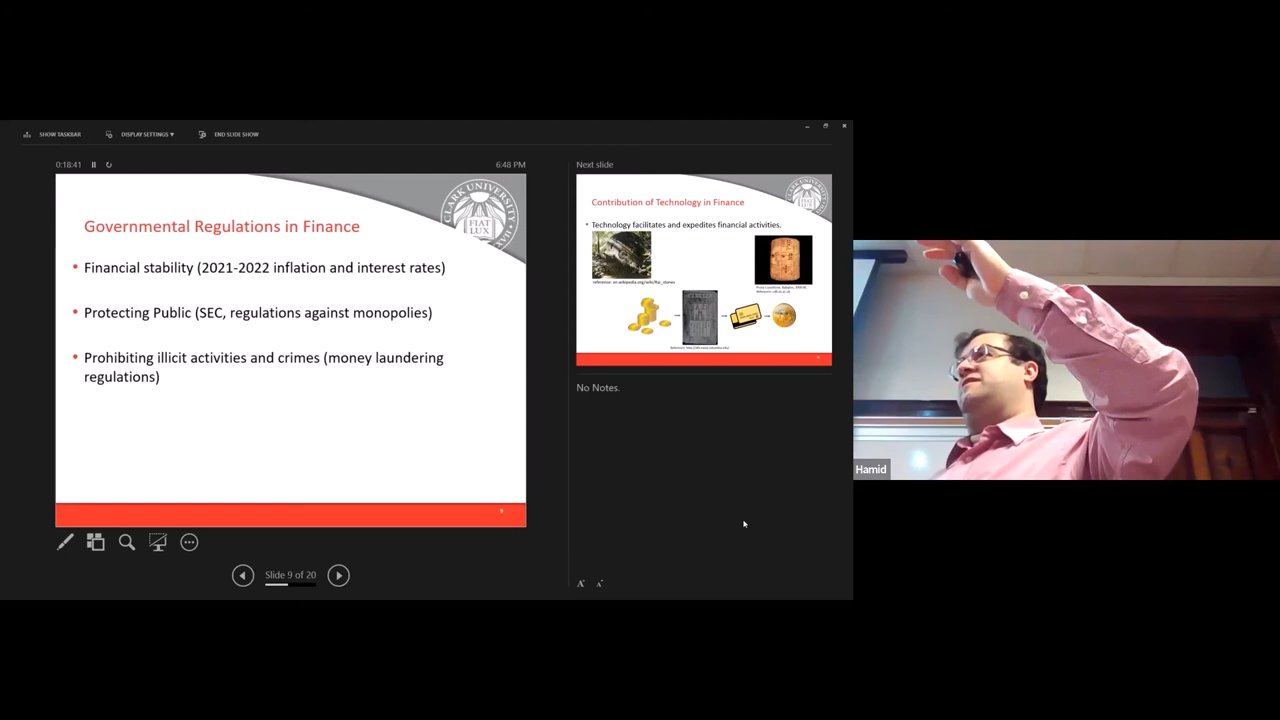 SHOW TASKBAR
DISPLAY SETTINGS ▼
END SLIDE SHOW
0:18:41
6:48 PM
Governmental Regulations in Finance
CLARK UNIVERSITY
FIAT
LUX
• Financial stability (2021-2022 inflation and interest rates)
• Protecting Public (SEC, regulations against monopolies)
• Prohibiting illicit activities and crimes (money laundering
regulations)
Slide 9 of 20
Next slide
Contribution of Technology in Finance
• Technology facilitates and expedites financial activities.
No Notes.
A A
Hamid